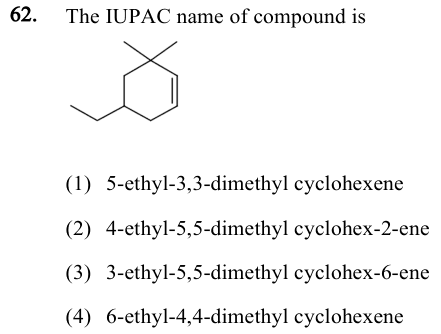 62. The IUPAC name of compound is
(1) 5-ethyl-3,3-dimethyl cyclohexene
(2) 4-ethyl-5,5-dimethyl cyclohex-2-ene
(3) 3-ethyl-5,5-dimethyl cyclohex-6-ene
(4) 6-ethyl-4,4-dimethyl cyclohexene